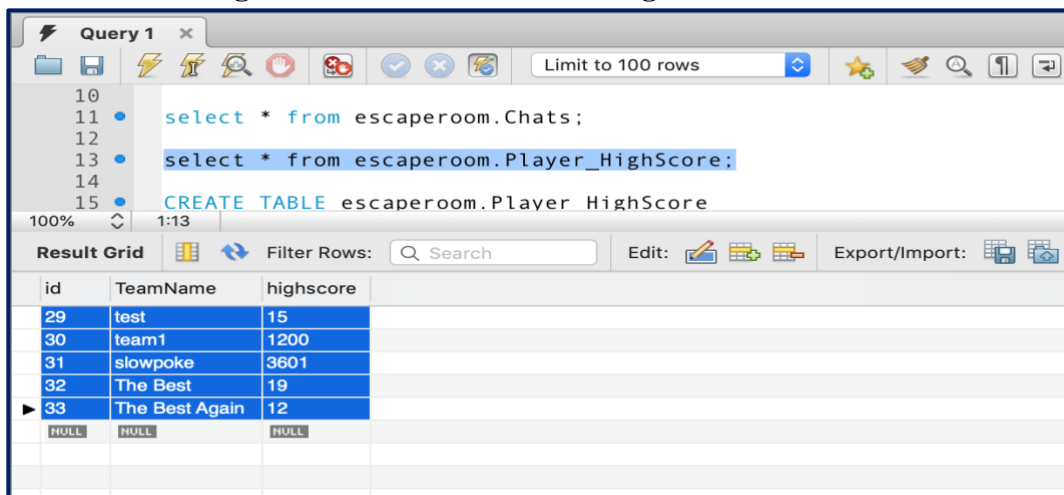 Query 1 ×
Limit to 100 rows
10
11 select * from escaperoom.Chats;
12
13 select * from escaperoom.Player_HighScore;
14
15 CREATE TABLE escaperoom.Player_HighScore
100% 1:13
Result Grid Filter Rows: Search Edit: Export/Import:
id TeamName highscore
29 test 15
30 team1 1200
31 slowpoke 3601
32 The Best 19
33 The Best Again 12
NULL NULL NULL